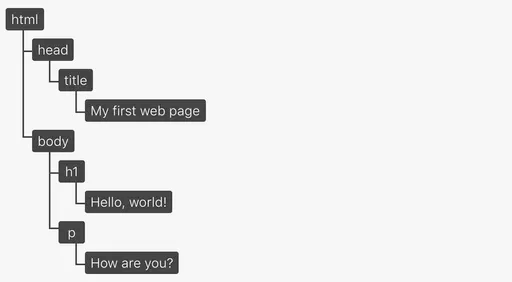 html
head
title
My first web page
body
h1
Hello, world!
p
How are you?